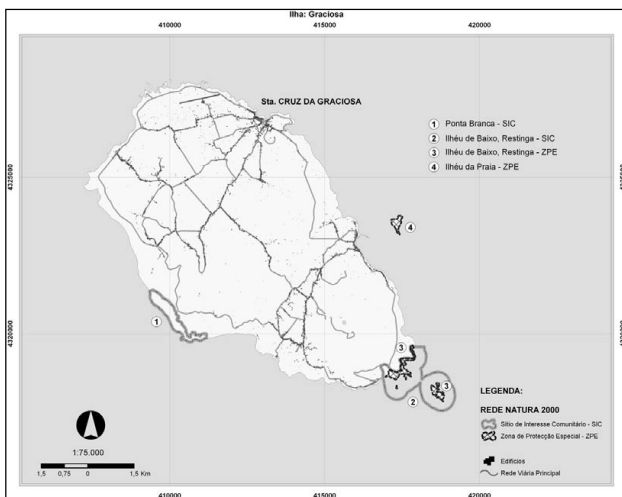 Ilha: Graciosa
410000 415000 420000
Sta. CRUZ DA GRACIOSA
1 Ponta Branca - SIC
2 Ilhéu de Baixo, Restinga - SIC
3 Ilhéu de Baixo, Restinga - ZPE
4 Ilhéu da Praia - ZPE
4325000
4325000
4
1
4320000
4320000
3
3
2
LEGENDA:
REDE NATURA 2000
Sítio de Interesse Comunitário - SIC
Zona de Protecção Especial - ZPE
Edifícios
Rede Viária Principal
1:75.000
1,5 0,75 0 1,5 Km
410000 415000 420000